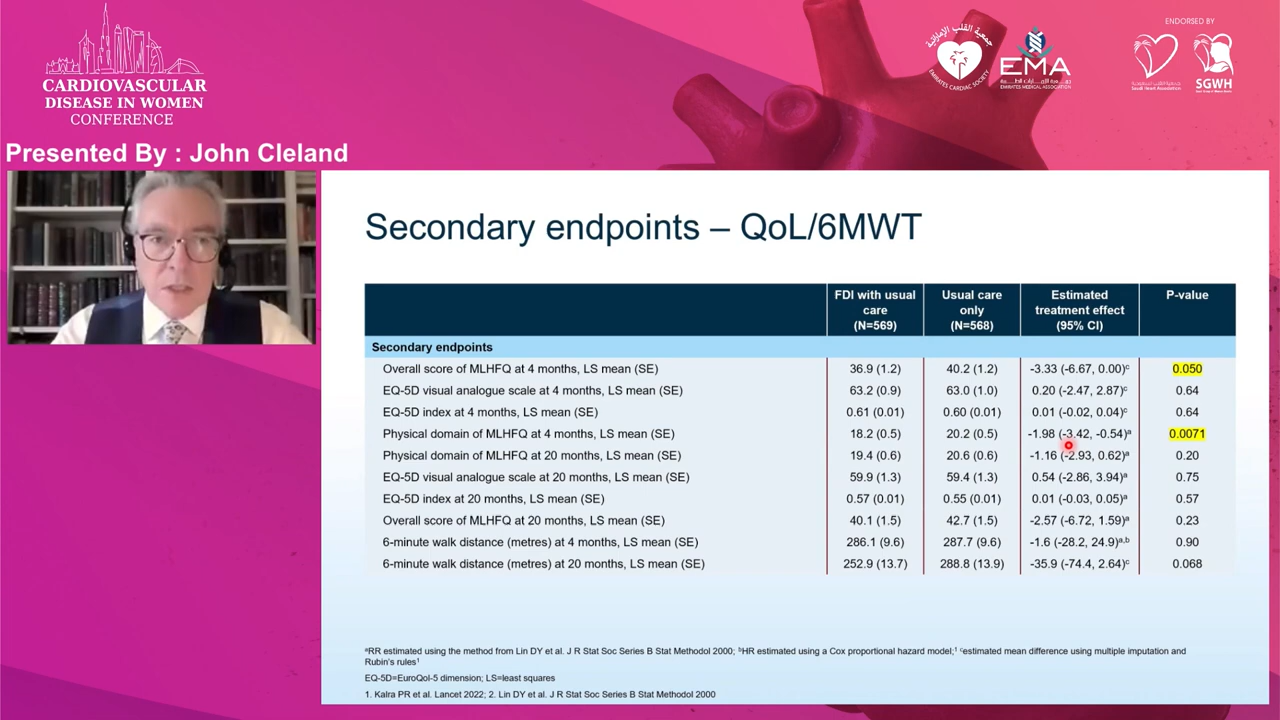 CARDIOVASCULAR
DISEASE IN WOMEN
CONFERENCE
جمعية القلب الإماراتية
EMIRATES CARDIAC SOCIETY
EMA
EMIRATES MEDICAL ASSOCIATION
ENDORSED BY
Saudi Heart Association
SGWH
Presented By : John Cleland
Secondary endpoints – QoL/6MWT
FDI with usual care (N=569) Usual care only (N=568) Estimated treatment effect (95% CI) P-value
Secondary endpoints
Overall score of MLHFQ at 4 months, LS mean (SE) 36.9 (1.2) 40.2 (1.2) -3.33 (-6.67, 0.00)ᶜ 0.050
EQ-5D visual analogue scale at 4 months, LS mean (SE) 63.2 (0.9) 63.0 (1.0) 0.20 (-2.47, 2.87)ᶜ 0.64
EQ-5D index at 4 months, LS mean (SE) 0.61 (0.01) 0.60 (0.01) 0.01 (-0.02, 0.04)ᶜ 0.64
Physical domain of MLHFQ at 4 months, LS mean (SE) 18.2 (0.5) 20.2 (0.5) -1.98 (-3.42, -0.54)ᵃ 0.0071
Physical domain of MLHFQ at 20 months, LS mean (SE) 19.4 (0.6) 20.6 (0.6) -1.16 (-2.93, 0.62)ᵃ 0.20
EQ-5D visual analogue scale at 20 months, LS mean (SE) 59.9 (1.3) 59.4 (1.3) 0.54 (-2.86, 3.94)ᵃ 0.75
EQ-5D index at 20 months, LS mean (SE) 0.57 (0.01) 0.55 (0.01) 0.01 (-0.03, 0.05)ᵃ 0.57
Overall score of MLHFQ at 20 months, LS mean (SE) 40.1 (1.5) 42.7 (1.5) -2.57 (-6.72, 1.59)ᵃ 0.23
6-minute walk distance (metres) at 4 months, LS mean (SE) 286.1 (9.6) 287.7 (9.6) -1.6 (-28.2, 24.9)ᵃ,ᵇ 0.90
6-minute walk distance (metres) at 20 months, LS mean (SE) 252.9 (13.7) 288.8 (13.9) -35.9 (-74.4, 2.64)ᶜ 0.068
ᵃRR estimated using the method from Lin DY et al. J R Stat Soc Series B Stat Methodol 2000; ᵇHR estimated using a Cox proportional hazard model;¹ ᶜestimated mean difference using multiple imputation and
Rubin's rules¹
EQ-5D=EuroQol-5 dimension; LS=least squares
1. Kalra PR et al. Lancet 2022; 2. Lin DY et al. J R Stat Soc Series B Stat Methodol 2000